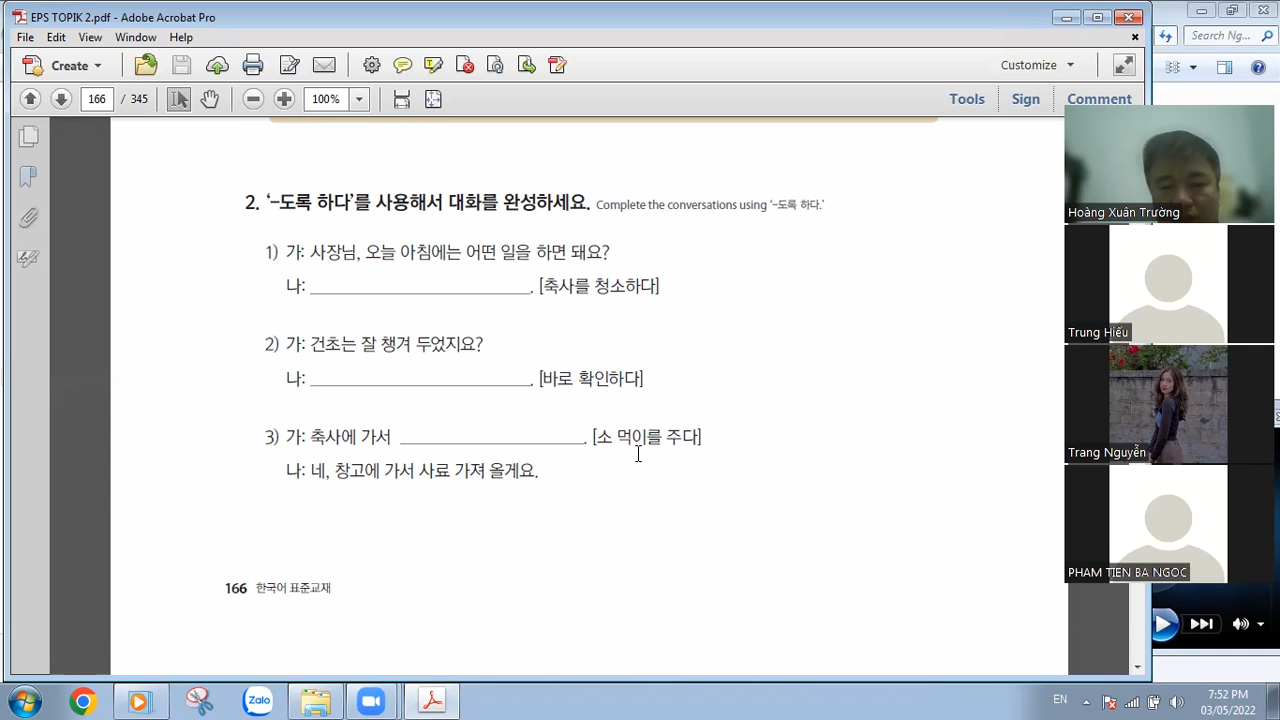 EPS TOPIK 2.pdf - Adobe Acrobat Pro
File Edit View Window Help
Create
Customize
166 / 345
100%
Tools Sign Comment
Search Ng...
2. ‘-도록 하다’를 사용해서 대화를 완성하세요. Complete the conversations using ‘-도록 하다.’
1) 가: 사장님, 오늘 아침에는 어떤 일을 하면 돼요?
나: ______________________. [축사를 청소하다]
2) 가: 건초는 잘 챙겨 두었지요?
나: ______________________. [바로 확인하다]
3) 가: 축사에 가서 ___________________. [소 먹이를 주다]
나: 네, 창고에 가서 사료 가져 올게요.
166 한국어 표준교재
Hoàng Xuân Trường
Trung Hiếu
Trang Nguyễn
PHAM TIEN BA NGOC
Zalo
EN
7:52 PM
03/05/2022